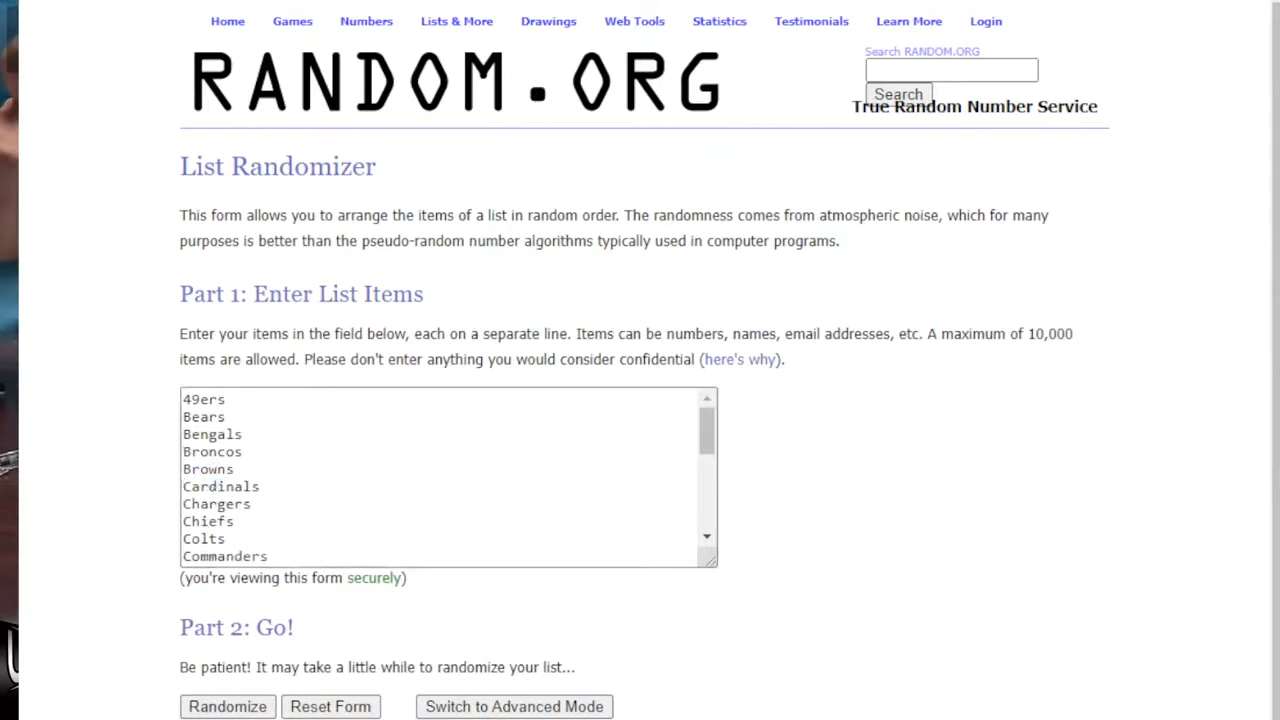 Home Games Numbers Lists & More Drawings Web Tools Statistics Testimonials Learn More Login
RANDOM.ORG
Search RANDOM.ORG
Search
True Random Number Service
List Randomizer
This form allows you to arrange the items of a list in random order. The randomness comes from atmospheric noise, which for many
purposes is better than the pseudo-random number algorithms typically used in computer programs.
Part 1: Enter List Items
Enter your items in the field below, each on a separate line. Items can be numbers, names, email addresses, etc. A maximum of 10,000
items are allowed. Please don't enter anything you would consider confidential (here's why).
49ers
Bears
Bengals
Broncos
Browns
Cardinals
Chargers
Chiefs
Colts
Commanders
(you're viewing this form securely)
Part 2: Go!
Be patient! It may take a little while to randomize your list...
Randomize Reset Form Switch to Advanced Mode